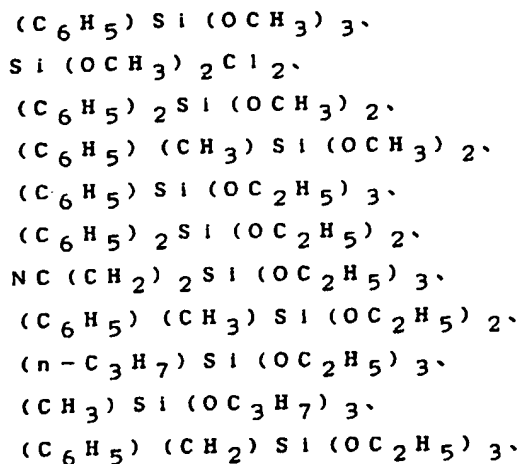 (C₆H₅)Si(OCH₃)₃、
Si(OCH₃)₂Cl₂、
(C₆H₅)₂Si(OCH₃)₂、
(C₆H₅)(CH₃)Si(OCH₃)₂、
(C₆H₅)Si(OC₂H₅)₃、
(C₆H₅)₂Si(OC₂H₅)₂、
NC(CH₂)₂Si(OC₂H₅)₃、
(C₆H₅)(CH₃)Si(OC₂H₅)₂、
(n-C₃H₇)Si(OC₂H₅)₃、
(CH₃)Si(OC₃H₇)₃、
(C₆H₅)(CH₂)Si(OC₂H₅)₃、